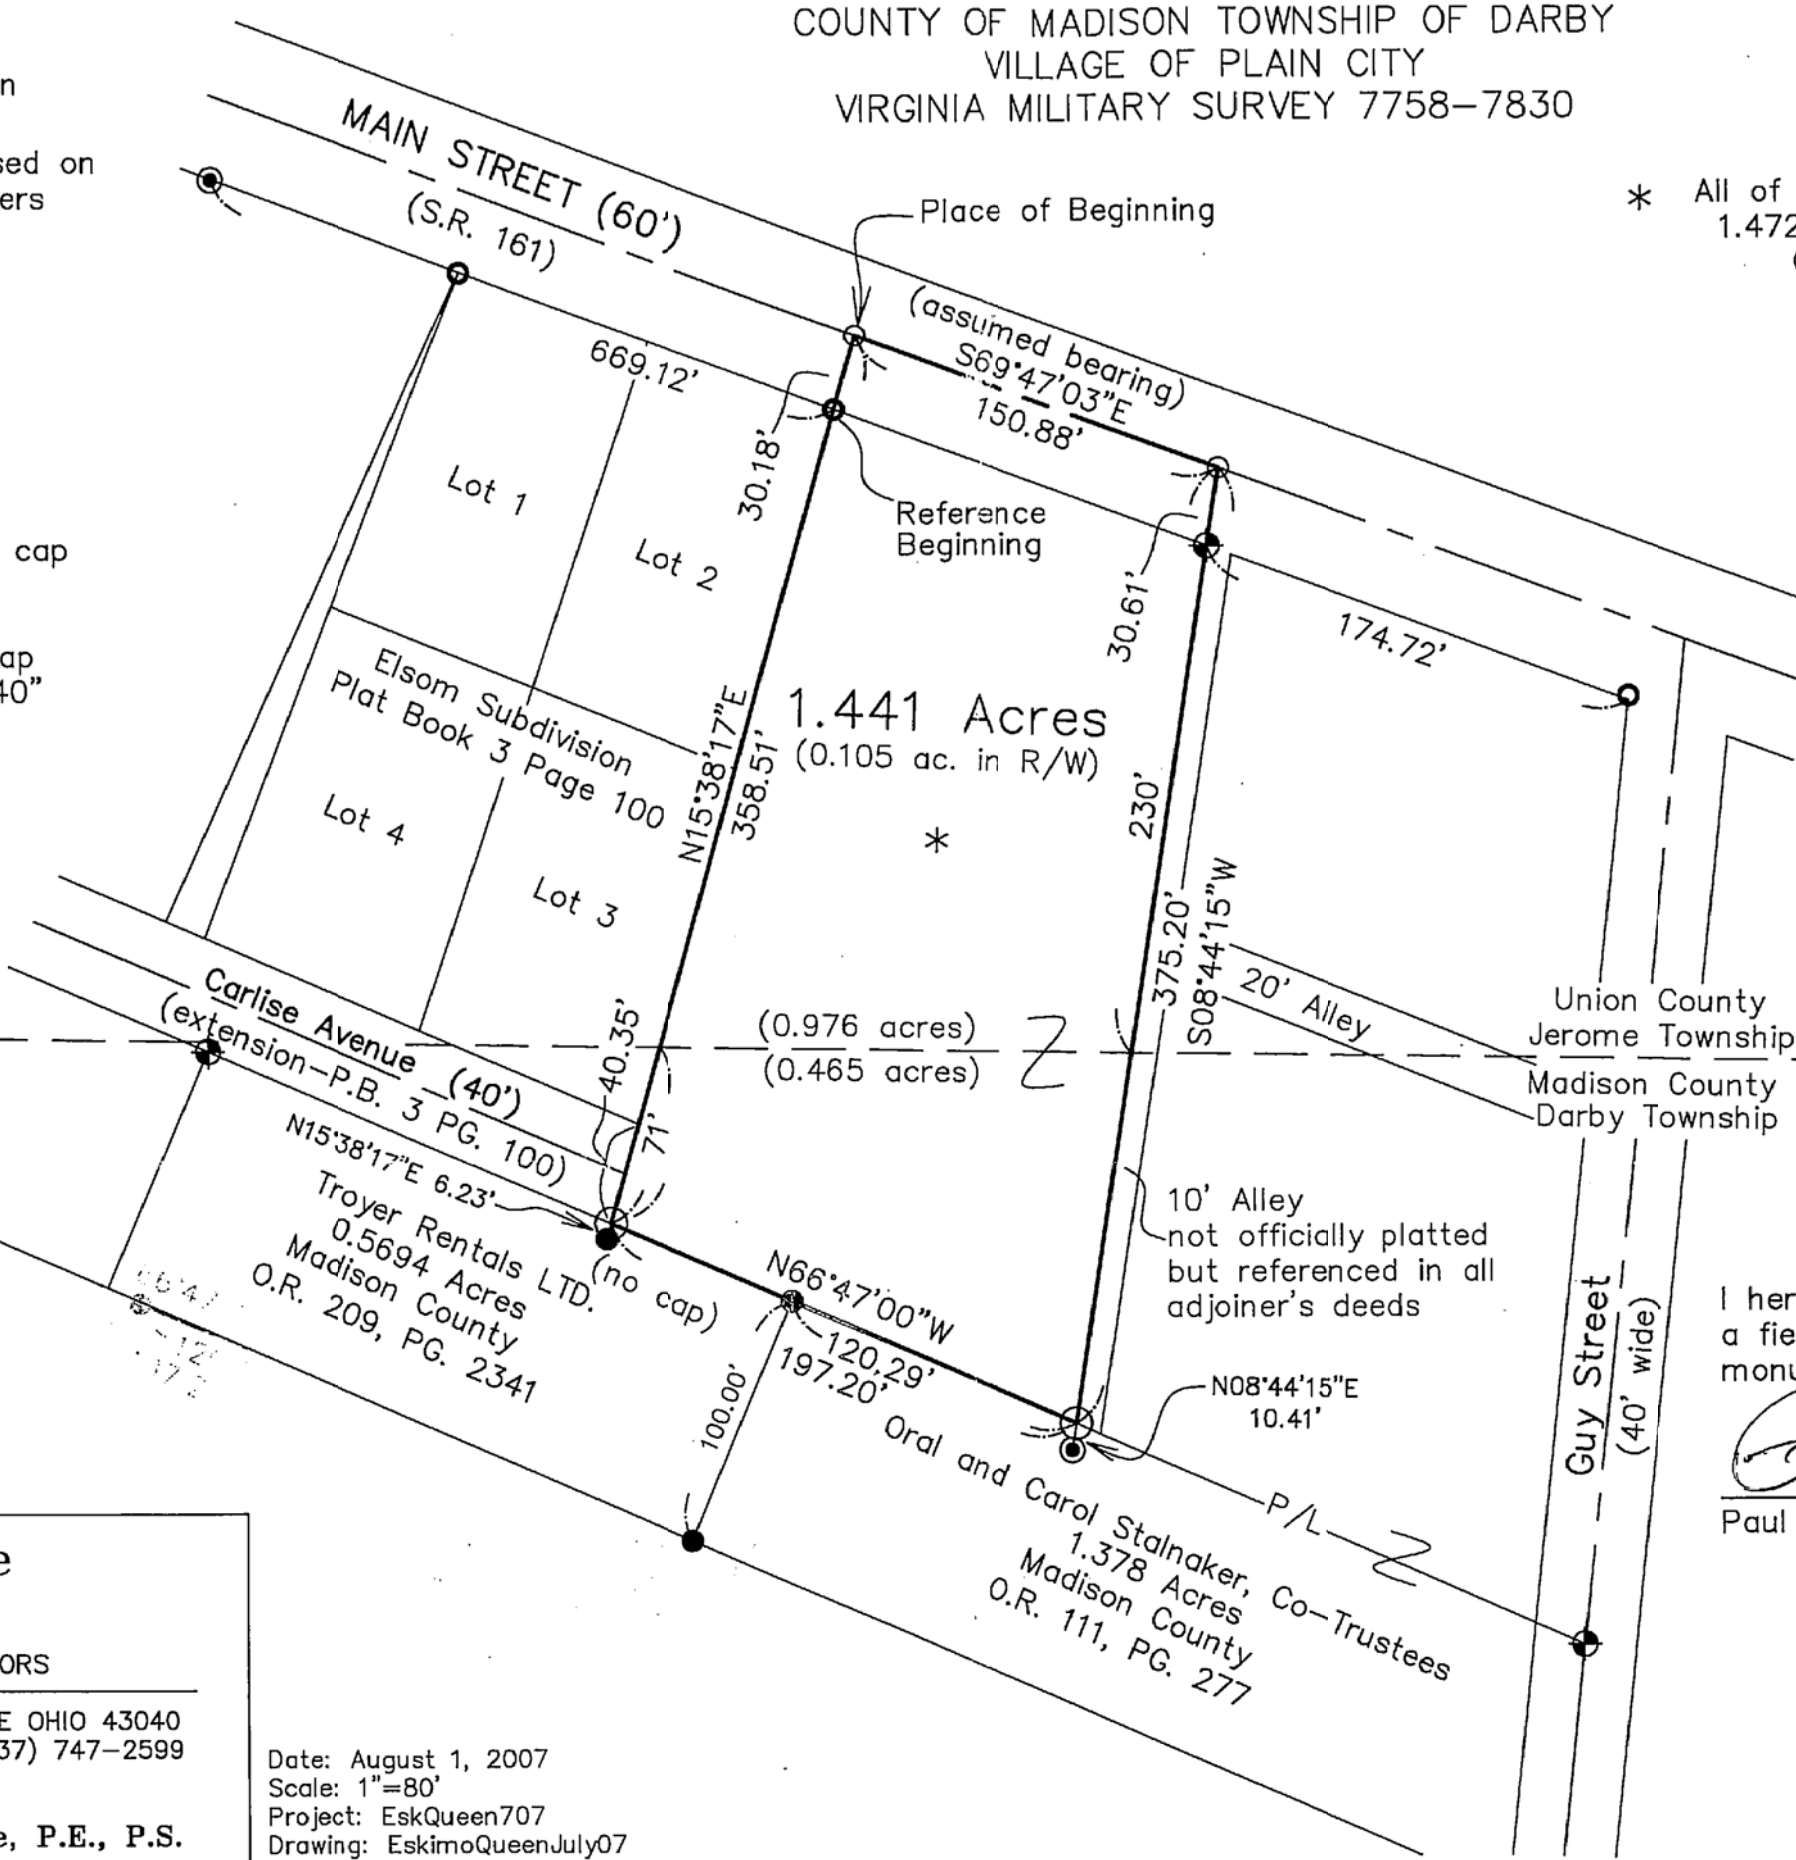 COUNTY OF MADISON TOWNSHIP OF DARBY
VILLAGE OF PLAIN CITY
VIRGINIA MILITARY SURVEY 7758-7830
n
sed on
ers
MAIN STREET (60')
(S.R. 161)
Place of Beginning
* All of
1.472
(assumed bearing)
S69°47'03"E
150.88'
669.12'
30.18'
Lot 1
Lot 2
Reference
Beginning
30.61'
174.72'
cap
ap
40"
Elsom Subdivision
Plat Book 3 Page 100
1.441 Acres
(0.105 ac. in R/W)
*
N15°38'17"E
358.51'
230'
Lot 4
Lot 3
375.20'
S08°44'15"W
20' Alley
Union County
Jerome Township
Madison County
Darby Township
Carlise Avenue (40')
(extension-P.B. 3 PG. 100)
40.35'
71'
(0.976 acres)
(0.465 acres)
N15°38'17"E 6.23'
Troyer Rentals LTD.
0.5694 Acres
Madison County
O.R. 209, PG. 2341
(no cap)
N66°47'00"W
120.29'
197.20'
100.00'
10' Alley
not officially platted
but referenced in all
adjoiner's deeds
N08°44'15"E
10.41'
Guy Street
(40' wide)
I her
a fie
monu
Paul
P/L
Oral and Carol Stalnaker, Co-Trustees
1.378 Acres
Madison County
O.R. 111, PG. 277
e
ORS
E OHIO 43040
37) 747-2599
e, P.E., P.S.
Date: August 1, 2007
Scale: 1"=80'
Project: EskQueen707
Drawing: EskimoQueenJuly07